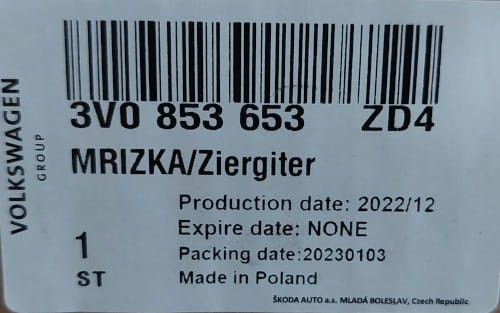 VOLKSWAGEN
GROUP
3V0 853 653 ZD4
MRIZKA/Ziergiter
Production date: 2022/12
Expire date: NONE
Packing date:20230103
Made in Poland
1
ST
ŠKODA AUTO a.s. MLADÁ BOLESLAV, Czech Republic